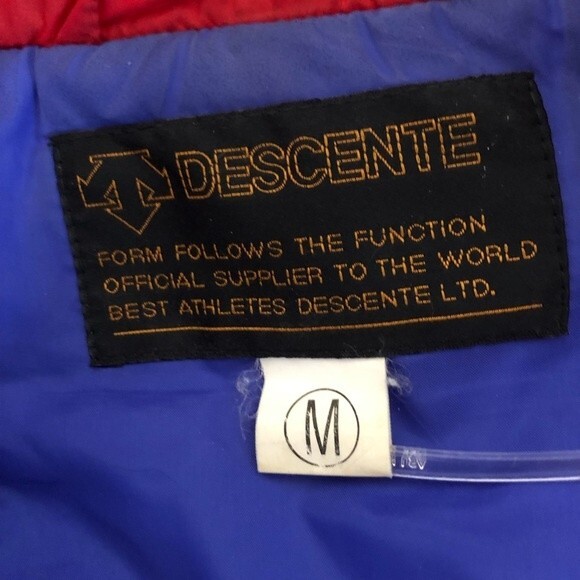 DESCENTE
FORM FOLLOWS THE FUNCTION
OFFICIAL SUPPLIER TO THE WORLD
BEST ATHLETES DESCENTE LTD.
M